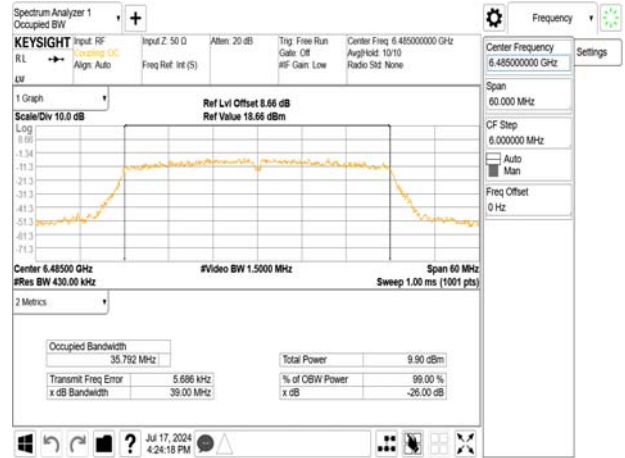 Spectrum Analyzer 1
Occupied BW
Frequency
KEYSIGHT
RL
Input: RF
Coupling: DC
Align: Auto
Input Z: 50 Ω
Freq Ref: Int (S)
Atten: 20 dB
Trig: Free Run
Gate: Off
#IF Gain: Low
Center Freq: 6.485000000 GHz
Avg|Hold: 10/10
Radio Std: None
Center Frequency
6.485000000 GHz
Settings
Span
60.000 MHz
CF Step
6.000000 MHz
Auto
Man
Freq Offset
0 Hz
1 Graph
Scale/Div 10.0 dB
Ref Lvl Offset 8.66 dB
Ref Value 18.66 dBm
Log
8.66
-1.34
-11.3
-21.3
-31.3
-41.3
-51.3
-61.3
-71.3
Center 6.48500 GHz
#Res BW 430.00 kHz
#Video BW 1.5000 MHz
Span 60 MHz
Sweep 1.00 ms (1001 pts)
2 Metrics
Occupied Bandwidth
35.792 MHz
Transmit Freq Error 5.686 kHz
x dB Bandwidth 39.00 MHz
Total Power 9.90 dBm
% of OBW Power 99.00 %
x dB -26.00 dB
Jul 17, 2024
4:24:18 PM